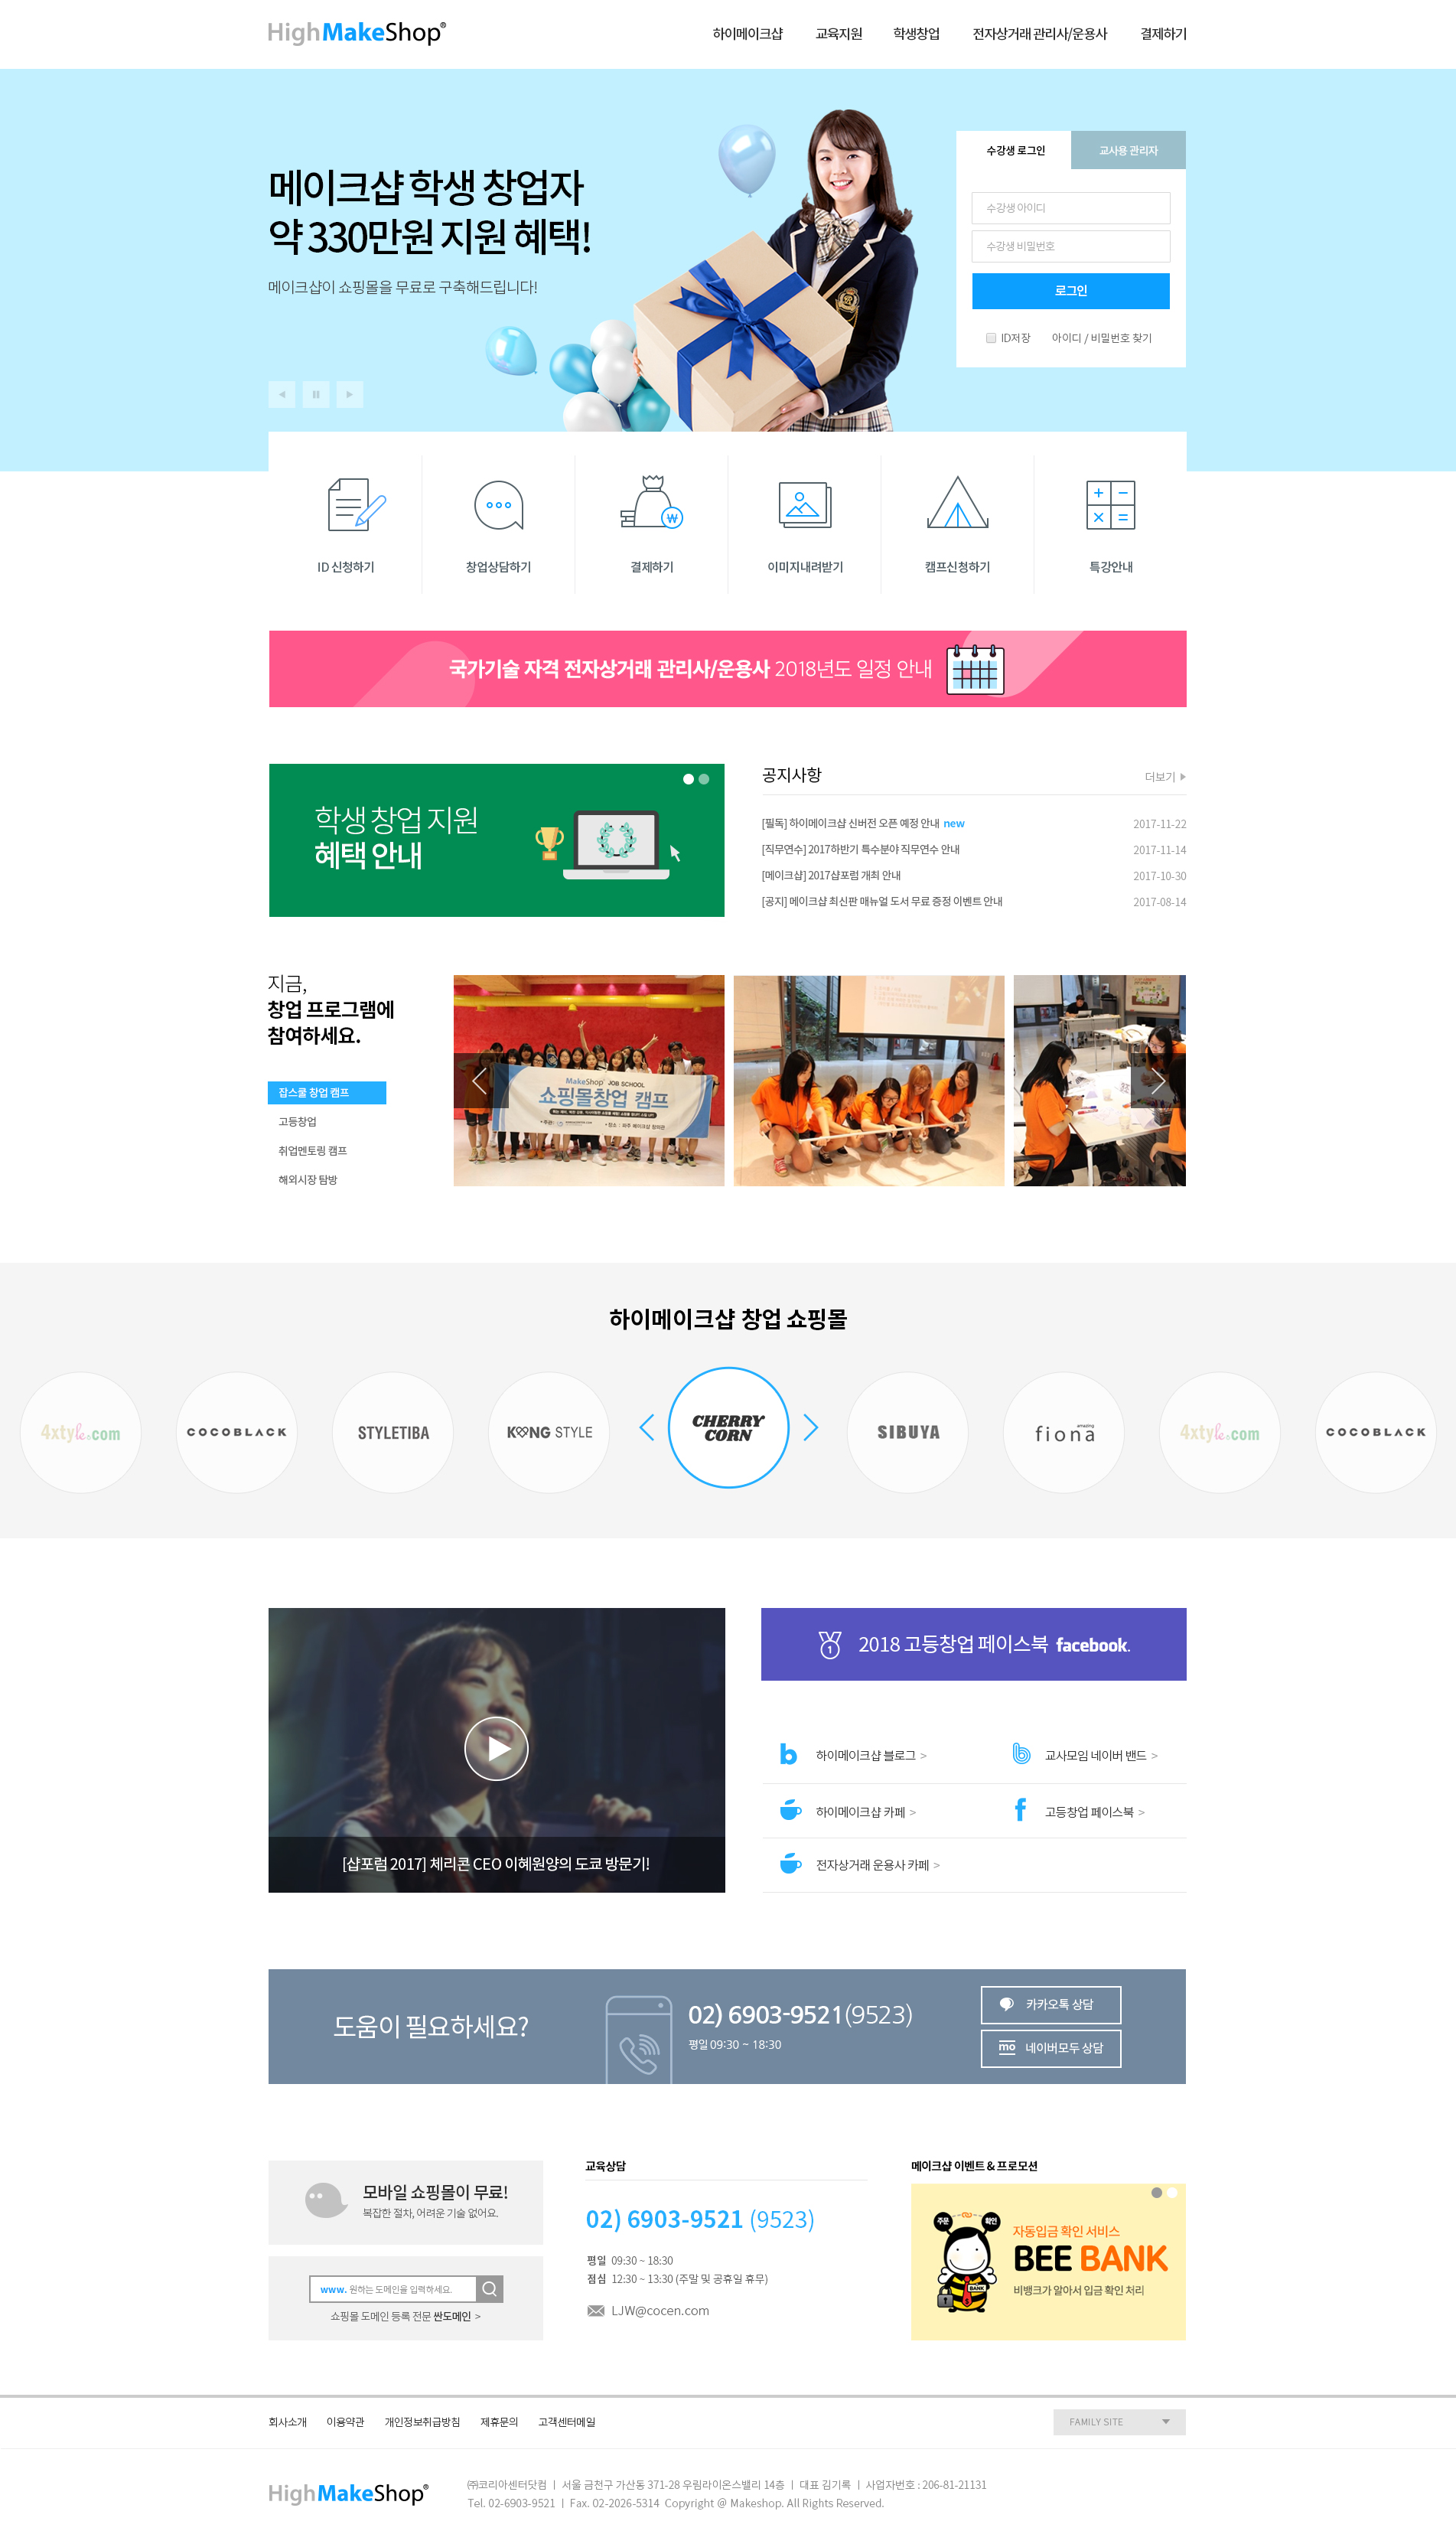 HighMakeShop®
하이메이크샵 교육지원 학생창업 전자상거래 관리사/운용사 결제하기
메이크샵 학생 창업자
약 330만원 지원 혜택!
메이크샵이 쇼핑몰을 무료로 구축해드립니다!
수강생 로그인 교사용 관리자
수강생 아이디
수강생 비밀번호
로그인
ID저장 아이디 / 비밀번호 찾기
ID 신청하기 창업상담하기 결제하기 이미지내려받기 캠프신청하기 특강안내
국가기술 자격 전자상거래 관리사/운용사 2018년도 일정 안내
학생 창업 지원
혜택 안내
공지사항 더보기
[필독] 하이메이크샵 신버전 오픈 예정 안내 new 2017-11-22
[직무연수] 2017하반기 특수분야 직무연수 안내 2017-11-14
[메이크샵] 2017샵포럼 개최 안내 2017-10-30
[공지] 메이크샵 최신판 매뉴얼 도서 무료 증정 이벤트 안내 2017-08-14
지금,
창업 프로그램에
참여하세요.
잡스쿨 창업 캠프
고등창업
취업멘토링 캠프
해외시장 탐방
MakeShop JOB SCHOOL
쇼핑몰창업 캠프
하이메이크샵 창업 쇼핑몰
4xtyle.com COCOBLACK STYLETIBA KONG STYLE CHERRY CORN SIBUYA amazing fiona 4xtyle.com COCOBLACK
[샵포럼 2017] 체리콘 CEO 이혜원양의 도쿄 방문기!
1 2018 고등창업 페이스북 facebook.
하이메이크샵 블로그 > 교사모임 네이버 밴드 >
하이메이크샵 카페 > 고등창업 페이스북 >
전자상거래 운용사 카페 >
도움이 필요하세요?
02) 6903-9521(9523)
평일 09:30 ~ 18:30
카카오톡 상담
mo 네이버모두 상담
모바일 쇼핑몰이 무료!
복잡한 절차, 어려운 기술 없어요.
www. 원하는 도메인을 입력하세요.
쇼핑몰 도메인 등록 전문 싼도메인 >
교육상담
02) 6903-9521 (9523)
평일 09:30 ~ 18:30
점심 12:30 ~ 13:30 (주말 및 공휴일 휴무)
LJW@cocen.com
메이크샵 이벤트 & 프로모션
주문 확인
BANK
자동입금 확인 서비스
BEE BANK
비뱅크가 알아서 입금 확인 처리
회사소개 이용약관 개인정보취급방침 제휴문의 고객센터메일 FAMILY SITE
HighMakeShop®
㈜코리아센터닷컴 | 서울 금천구 가산동 371-28 우림라이온스밸리 14층 | 대표 김기록 | 사업자번호 : 206-81-21131
Tel. 02-6903-9521 | Fax. 02-2026-5314 Copyright @ Makeshop. All Rights Reserved.